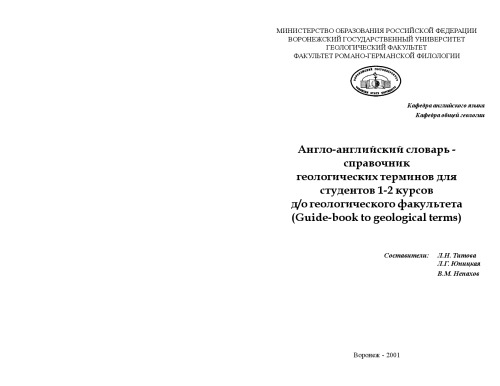 МИНИСТЕРСТВО ОБРАЗОВАНИЯ РОССИЙСКОЙ ФЕДЕРАЦИИ
ВОРОНЕЖСКИЙ ГОСУДАРСТВЕННЫЙ УНИВЕРСИТЕТ
ГЕОЛОГИЧЕСКИЙ ФАКУЛЬТЕТ
ФАКУЛЬТЕТ РОМАНО-ГЕРМАНСКОЙ ФИЛОЛОГИИ
Кафедра английского языка
Кафедра общей геологии
Англо-английский словарь -
справочник
геологических терминов для
студентов 1-2 курсов
д/о геологического факультета
(Guide-book to geological terms)
Составители: Л.Н. Титова
Л.Г. Юницкая
В.М. Ненахов
Воронеж - 2001